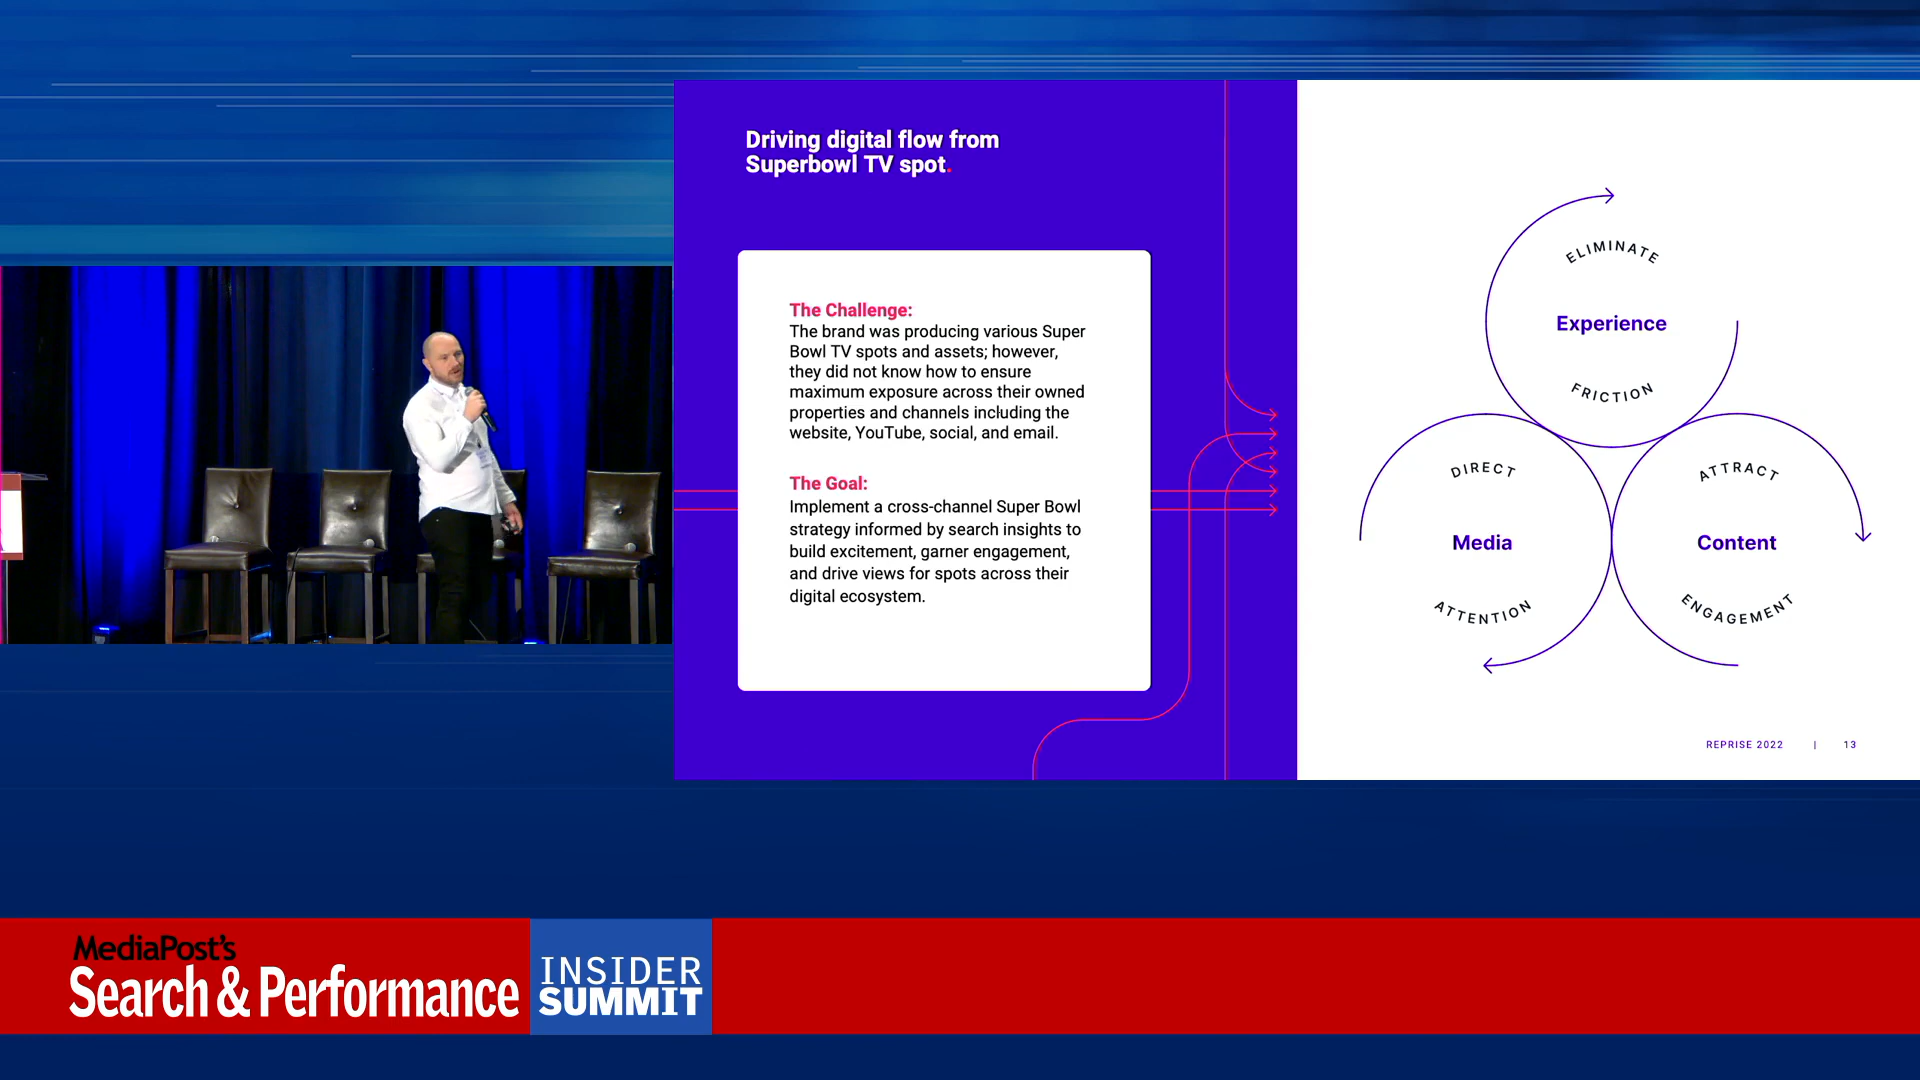 Driving digital flow from
Superbowl TV spot.
The Challenge:
The brand was producing various Super
Bowl TV spots and assets; however,
they did not know how to ensure
maximum exposure across their owned
properties and channels including the
website, YouTube, social, and email.
The Goal:
Implement a cross-channel Super Bowl
strategy informed by search insights to
build excitement, garner engagement,
and drive views for spots across their
digital ecosystem.
ELIMINATE
Experience
FRICTION
DIRECT
Media
ATTENTION
ATTRACT
Content
ENGAGEMENT
REPRISE 2022 | 13
MediaPost's
Search & Performance
INSIDER
SUMMIT